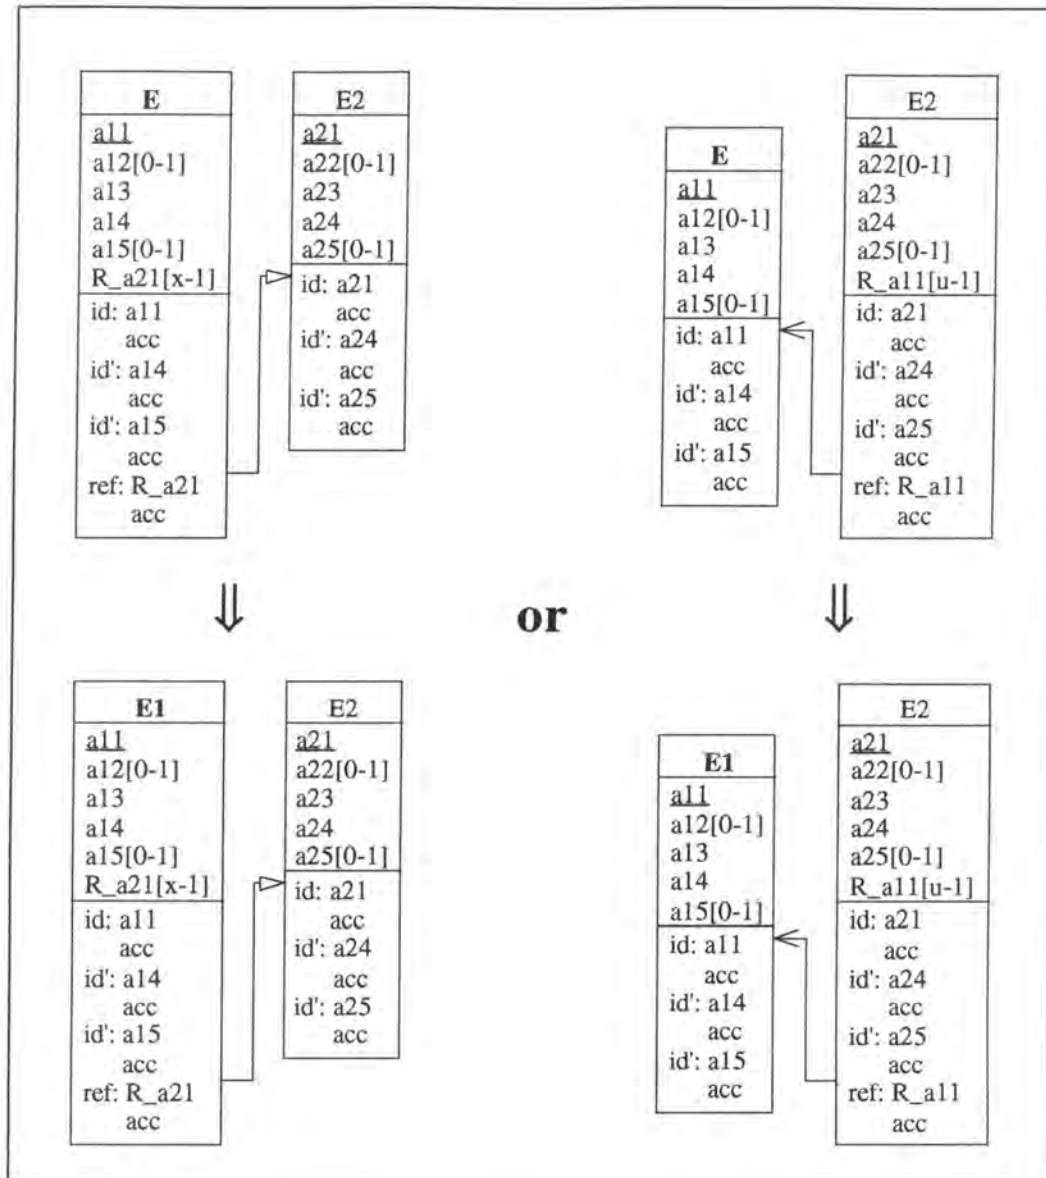 E
a11
a12[0-1]
a13
a14
a15[0-1]
R_a21[x-1]
id: a11
acc
id': a14
acc
id': a15
acc
ref: R_a21
acc
E2
a21
a22[0-1]
a23
a24
a25[0-1]
id: a21
acc
id': a24
acc
id': a25
acc
E
a11
a12[0-1]
a13
a14
a15[0-1]
id: a11
acc
id': a14
acc
id': a15
acc
E2
a21
a22[0-1]
a23
a24
a25[0-1]
R_a11[u-1]
id: a21
acc
id': a24
acc
id': a25
acc
ref: R_a11
acc
or
E1
a11
a12[0-1]
a13
a14
a15[0-1]
R_a21[x-1]
id: a11
acc
id': a14
acc
id': a15
acc
ref: R_a21
acc
E2
a21
a22[0-1]
a23
a24
a25[0-1]
id: a21
acc
id': a24
acc
id': a25
acc
E1
a11
a12[0-1]
a13
a14
a15[0-1]
id: a11
acc
id': a14
acc
id': a15
acc
E2
a21
a22[0-1]
a23
a24
a25[0-1]
R_a11[u-1]
id: a21
acc
id': a24
acc
id': a25
acc
ref: R_a11
acc